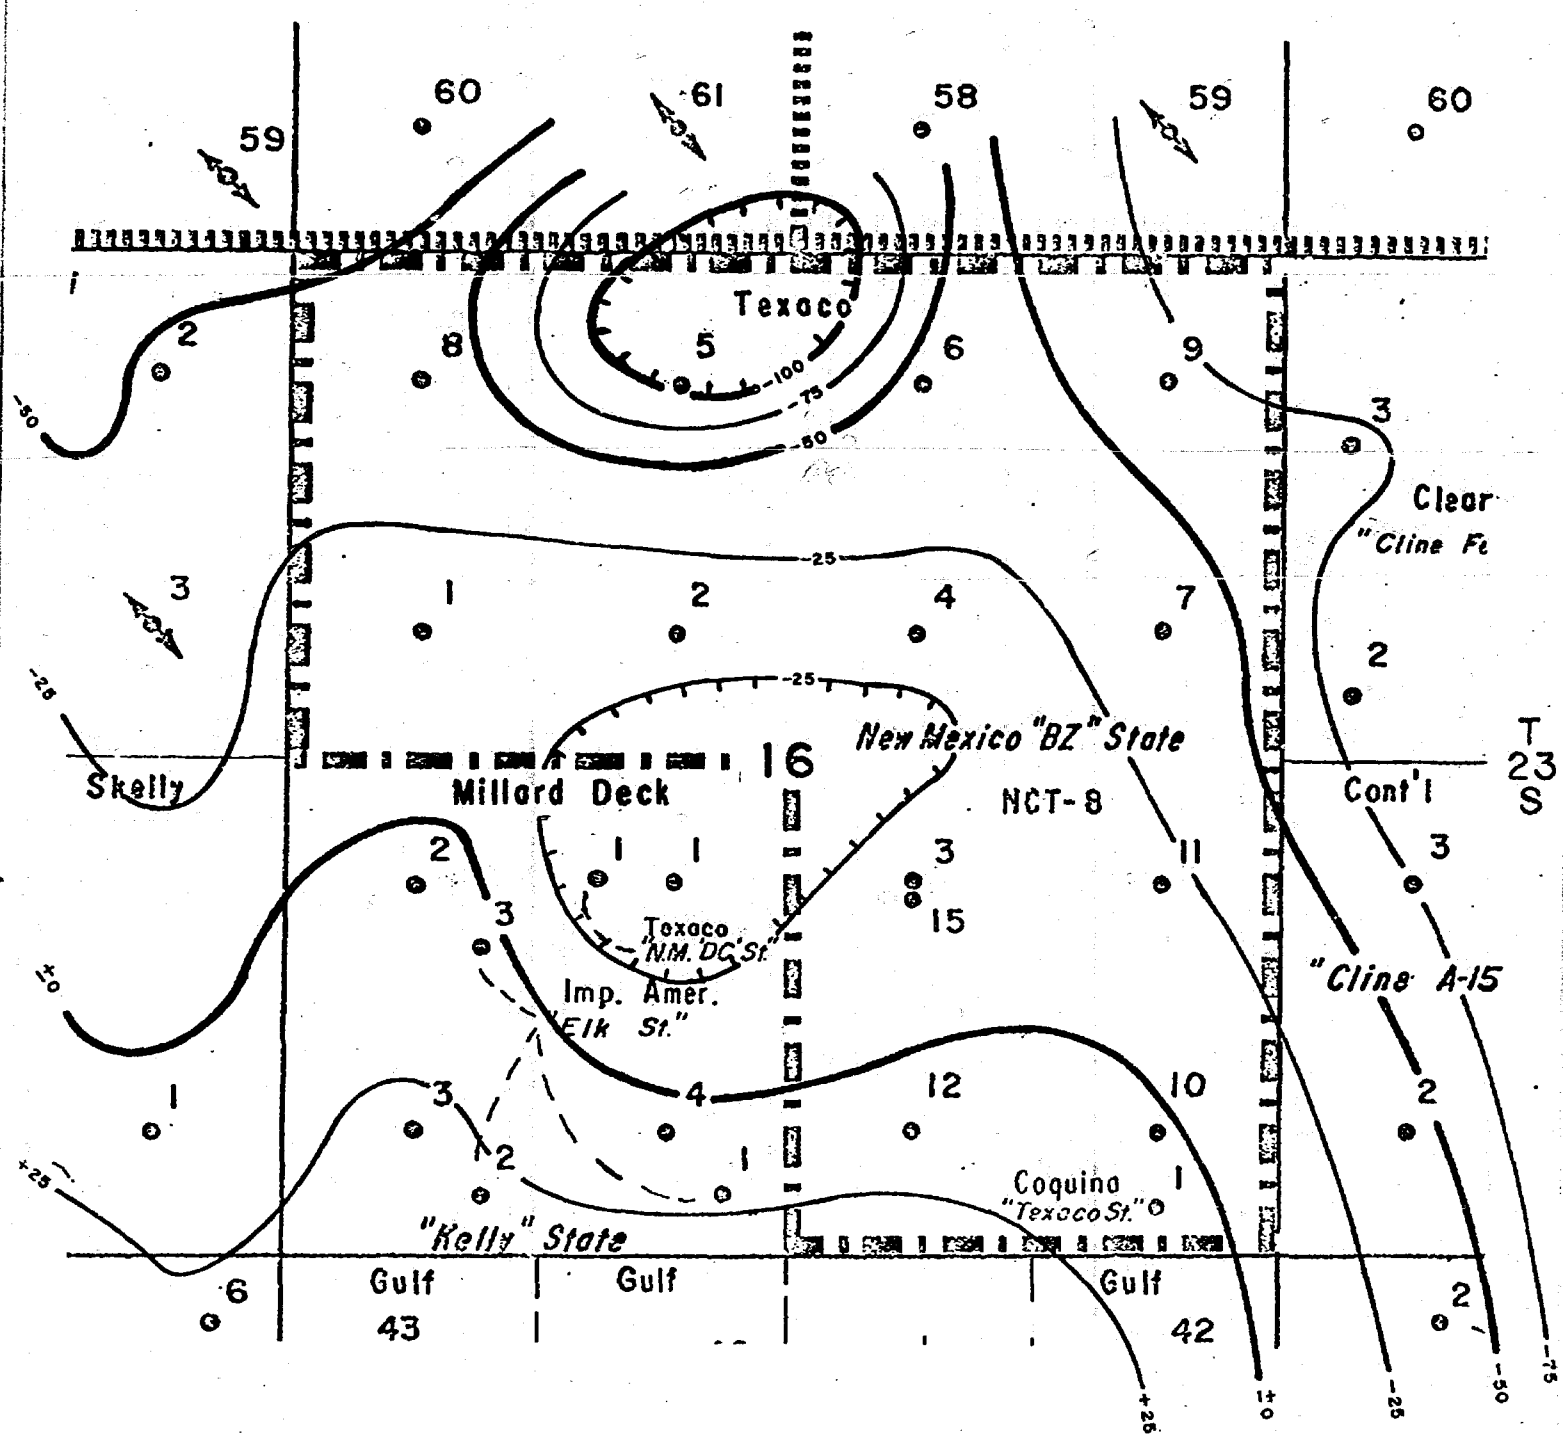 60 61 58 59 60
59
Texaco
2 8 5 6 9
-100
-75
-50
-50
3
Clear
"Cline
-25
3 1 2 4 7
2
-25
-25
New Mexico "BZ" State
16
T
23
S
Skelly
Millard Deck
NCT-8
Cont'l
2 1 1 3 11 3
3
15
Texaco
"N.M. 'DC' St."
±0
Imp. Amer.
"Cline A-15
Elk St."
1 3 4 12 10 2
2 1
+25
Coquina 1
"Texaco St."
"Kelly" State
6
Gulf Gulf Gulf
2
43 42
+25 ±0 -25 -50 -75